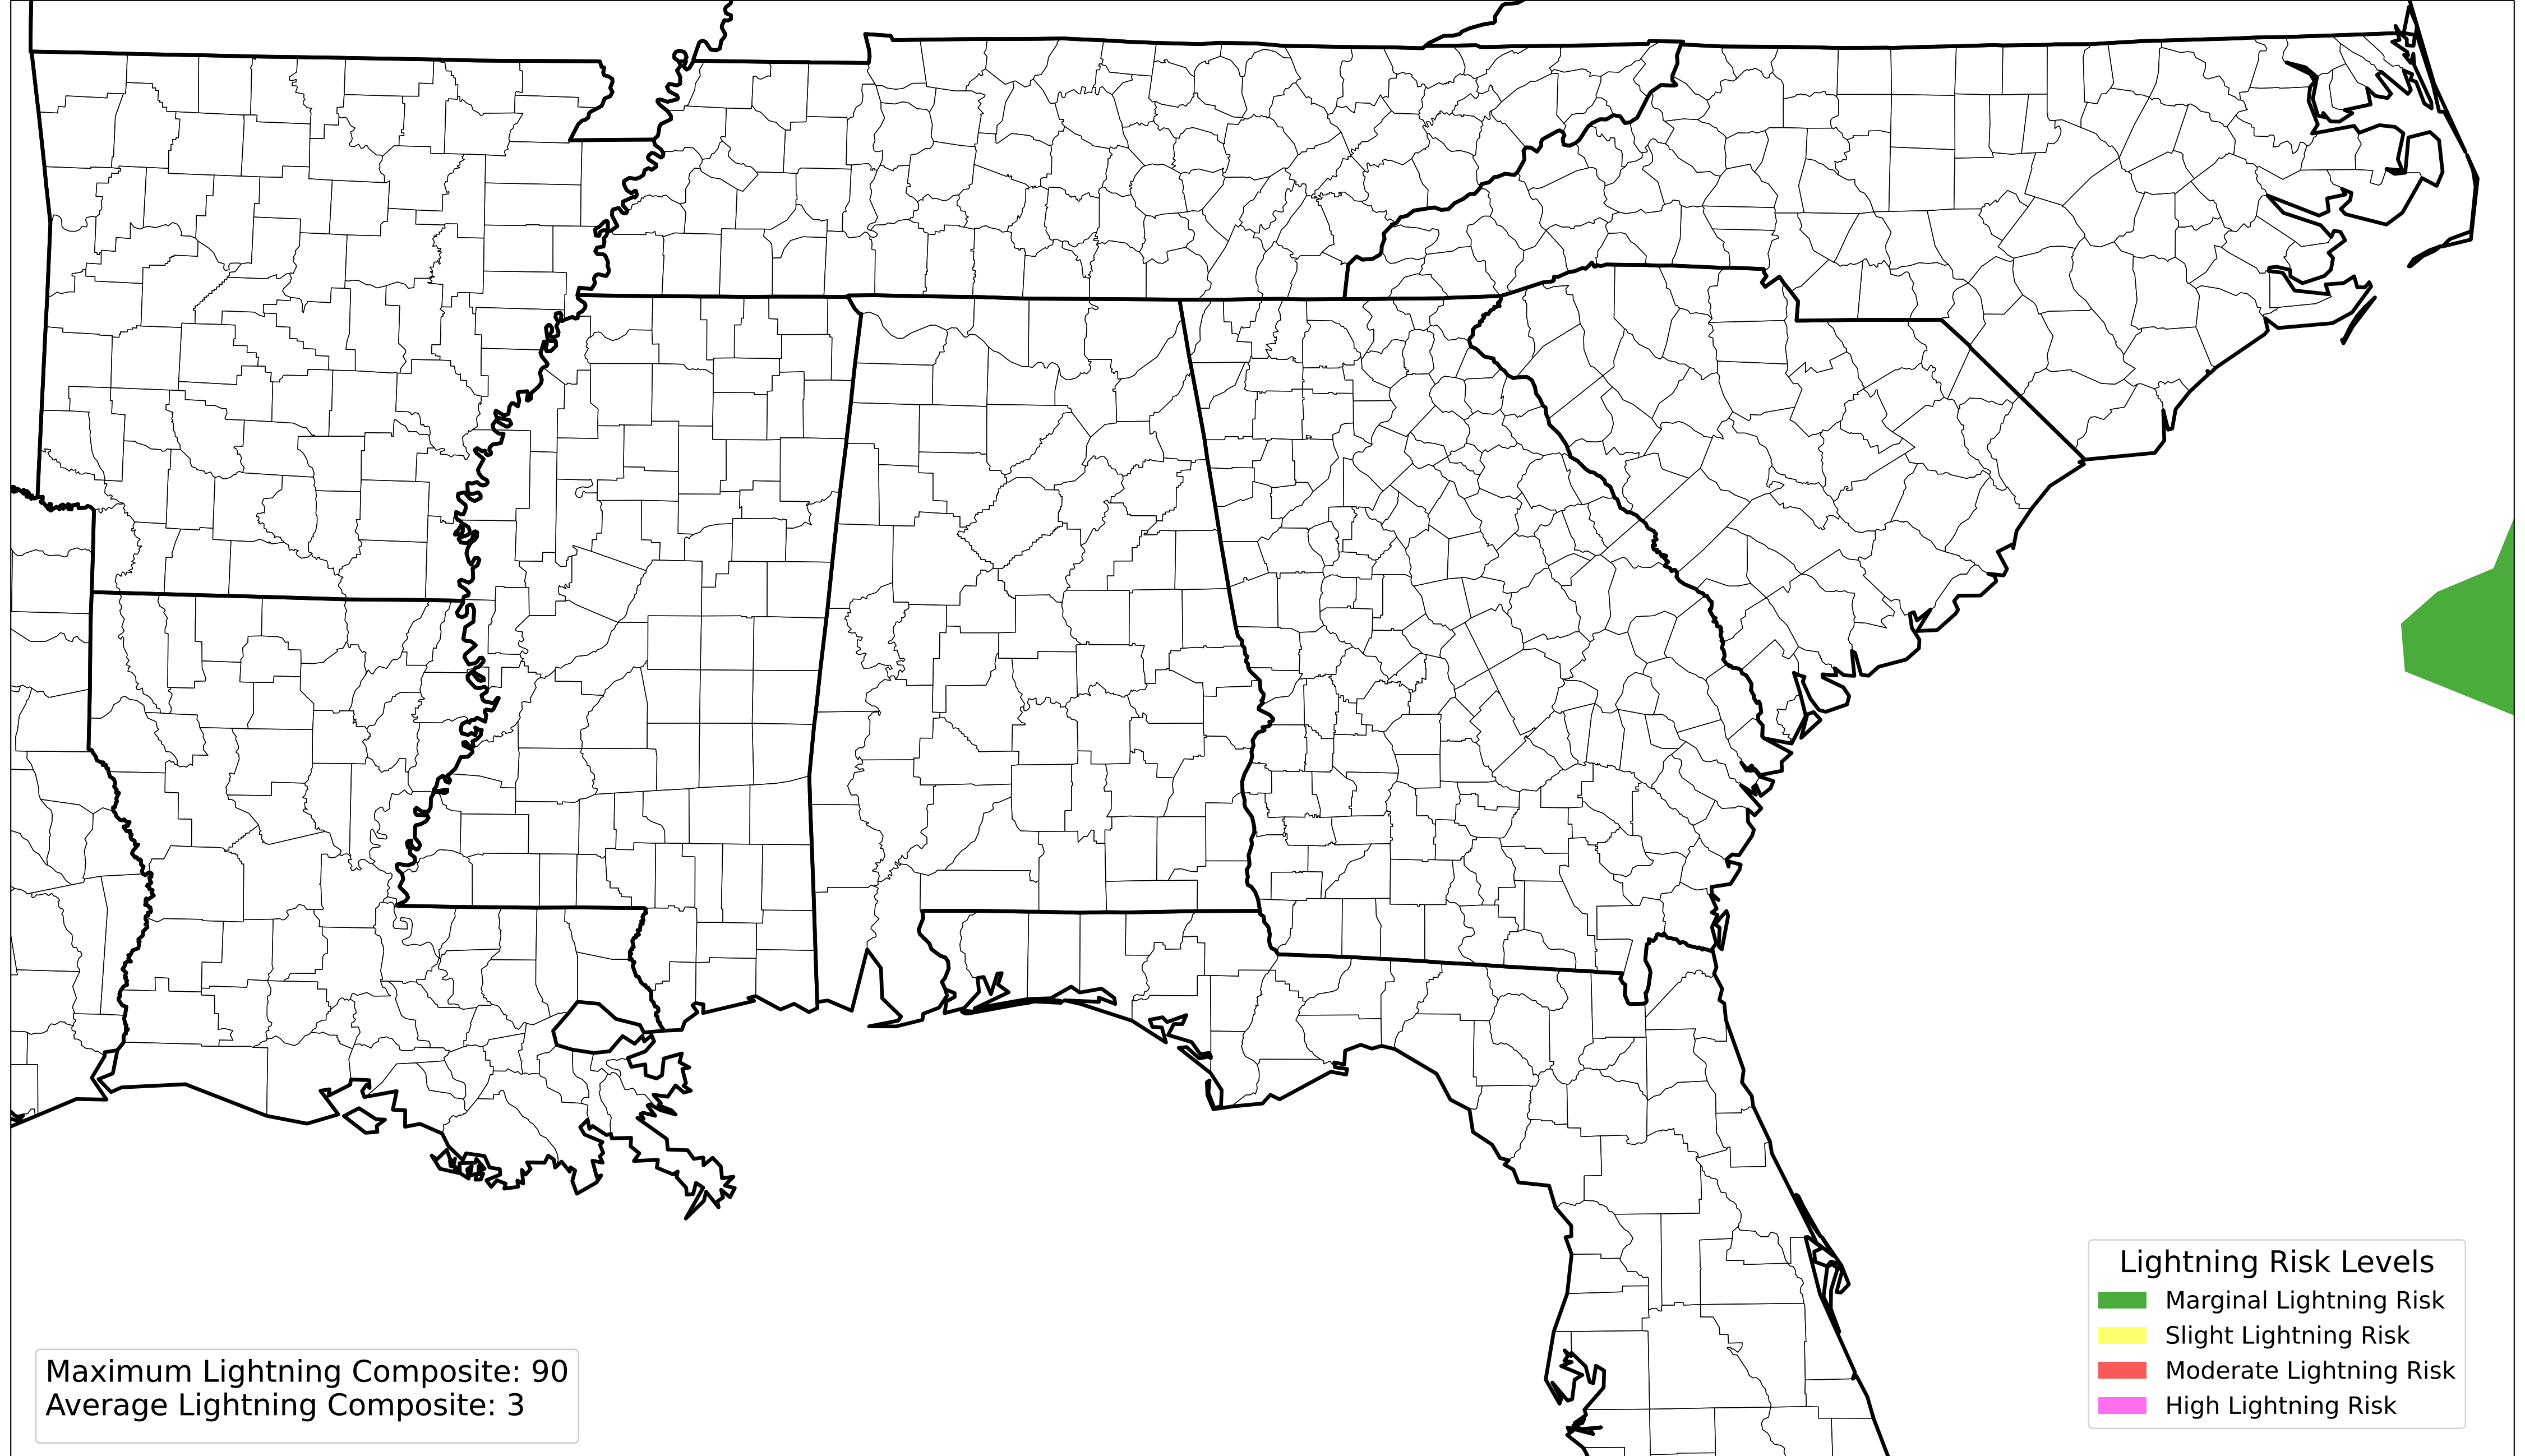 Lightning Risk Levels
Marginal Lightning Risk
Slight Lightning Risk
Moderate Lightning Risk
High Lightning Risk
Maximum Lightning Composite: 90
Average Lightning Composite: 3